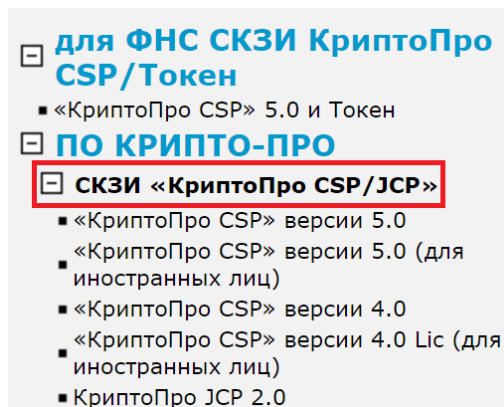 для ФНС СКЗИ КриптоПро
CSP/Токен
«КриптоПро CSP» 5.0 и Токен
ПО КРИПТО-ПРО
СКЗИ «КриптоПро CSP/JCP»
«КриптоПро CSP» версии 5.0
«КриптоПро CSP» версии 5.0 (для
иностранных лиц)
«КриптоПро CSP» версии 4.0
«КриптоПро CSP» версии 4.0 Lic (для
иностранных лиц)
КриптоПро JCP 2.0